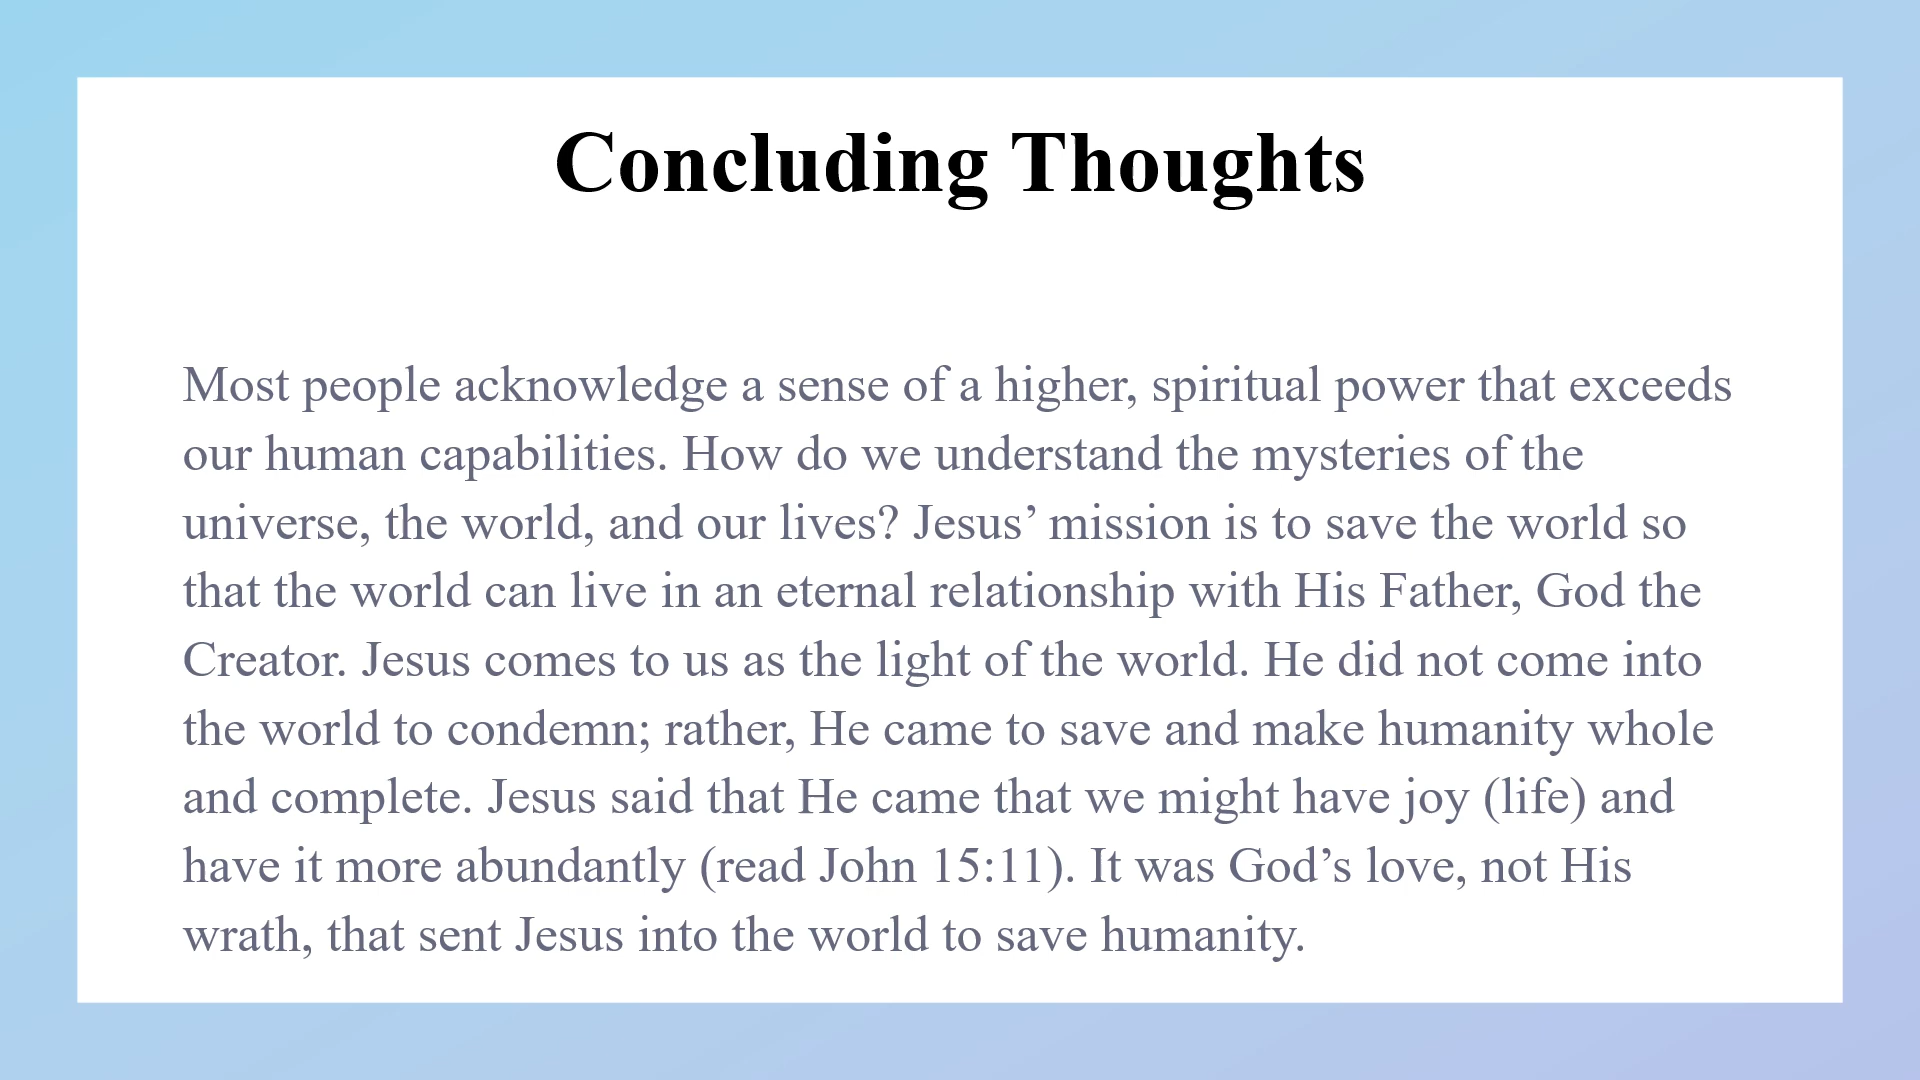 Concluding Thoughts
Most people acknowledge a sense of a higher, spiritual power that exceeds
our human capabilities. How do we understand the mysteries of the
universe, the world, and our lives? Jesus’ mission is to save the world so
that the world can live in an eternal relationship with His Father, God the
Creator. Jesus comes to us as the light of the world. He did not come into
the world to condemn; rather, He came to save and make humanity whole
and complete. Jesus said that He came that we might have joy (life) and
have it more abundantly (read John 15:11). It was God’s love, not His
wrath, that sent Jesus into the world to save humanity.